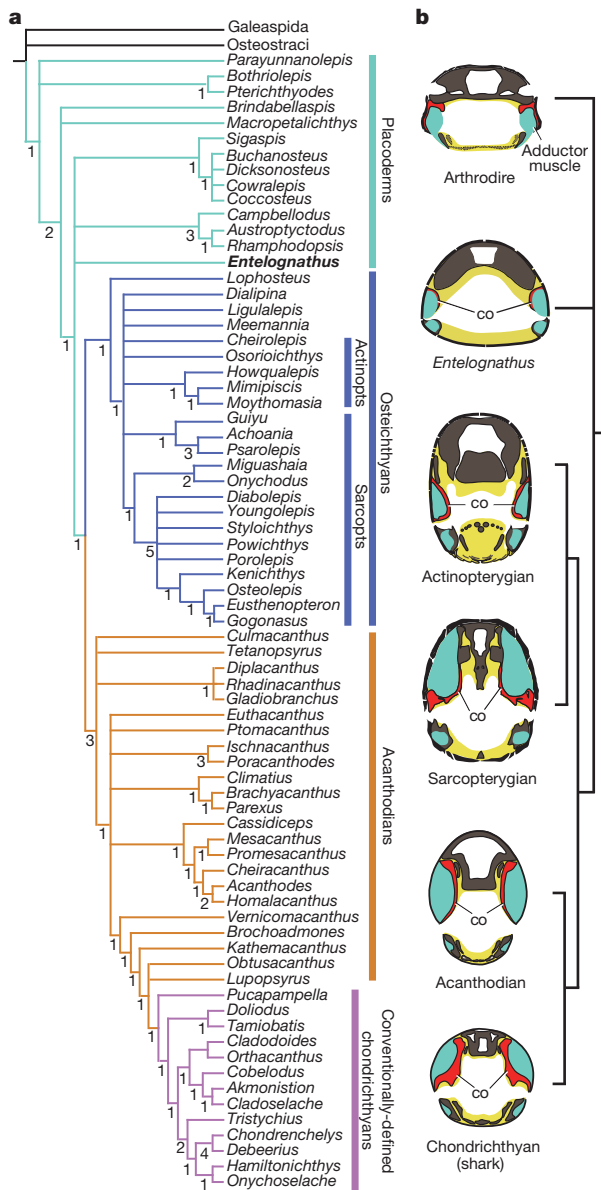 a
Galeaspida
Osteostraci
Parayunnanolepis
Bothriolepis
1
Pterichthyodes
Brindabellaspis
1
Macropetalichthys
Sigaspis
Buchanosteus
1
Dicksonosteus
1
Cowralepis
Coccosteus
Campbellodus
2
Austroptyctodus
3
Rhamphodopsis
1
Entelognathus
Placoderms
Lophosteus
Dialipina
Ligulalepis
Meemannia
1
Cheirolepis
1
Osorioichthys
Howqualepis
Mimipiscis
1
Moythomasia
1
1
Actinopts
Guiyu
Achoania
1
Psarolepis
3
Miguashaia
Onychodus
2
Diabolepis
Youngolepis
1
Styloichthys
Powichthys
1
5
Porolepis
Kenichthys
Osteolepis
1
Eusthenopteron
1
Gogonasus
1
Sarcopts
Osteichthyans
Culmacanthus
Tetanopsyrus
Diplacanthus
Rhadinacanthus
Gladiobranchus
1
Euthacanthus
3
Ptomacanthus
Ischnacanthus
Poracanthodes
3
Climatius
Brachyacanthus
1
Parexus
1
Cassidiceps
1
Mesacanthus
1
Promesacanthus
1
Cheiracanthus
1
Acanthodes
1
Homalacanthus
2
Vernicomacanthus
Brochoadmones
1
Kathemacanthus
1
Obtusacanthus
1
Lupopsyrus
1
Acanthodians
Pucapampella
1
Doliodus
Tamiobatis
1
Cladodoides
1
Orthacanthus
Cobelodus
1
Akmonistion
1
Cladoselache
1
Tristychius
Chondrenchelys
2
Debeerius
4
Hamiltonichthys
1
Onychoselache
1
Conventionally-defined
chondrichthyans
b
Adductor
muscle
Arthrodire
co
Entelognathus
co
Actinopterygian
co
Sarcopterygian
co
Acanthodian
co
Chondrichthyan
(shark)